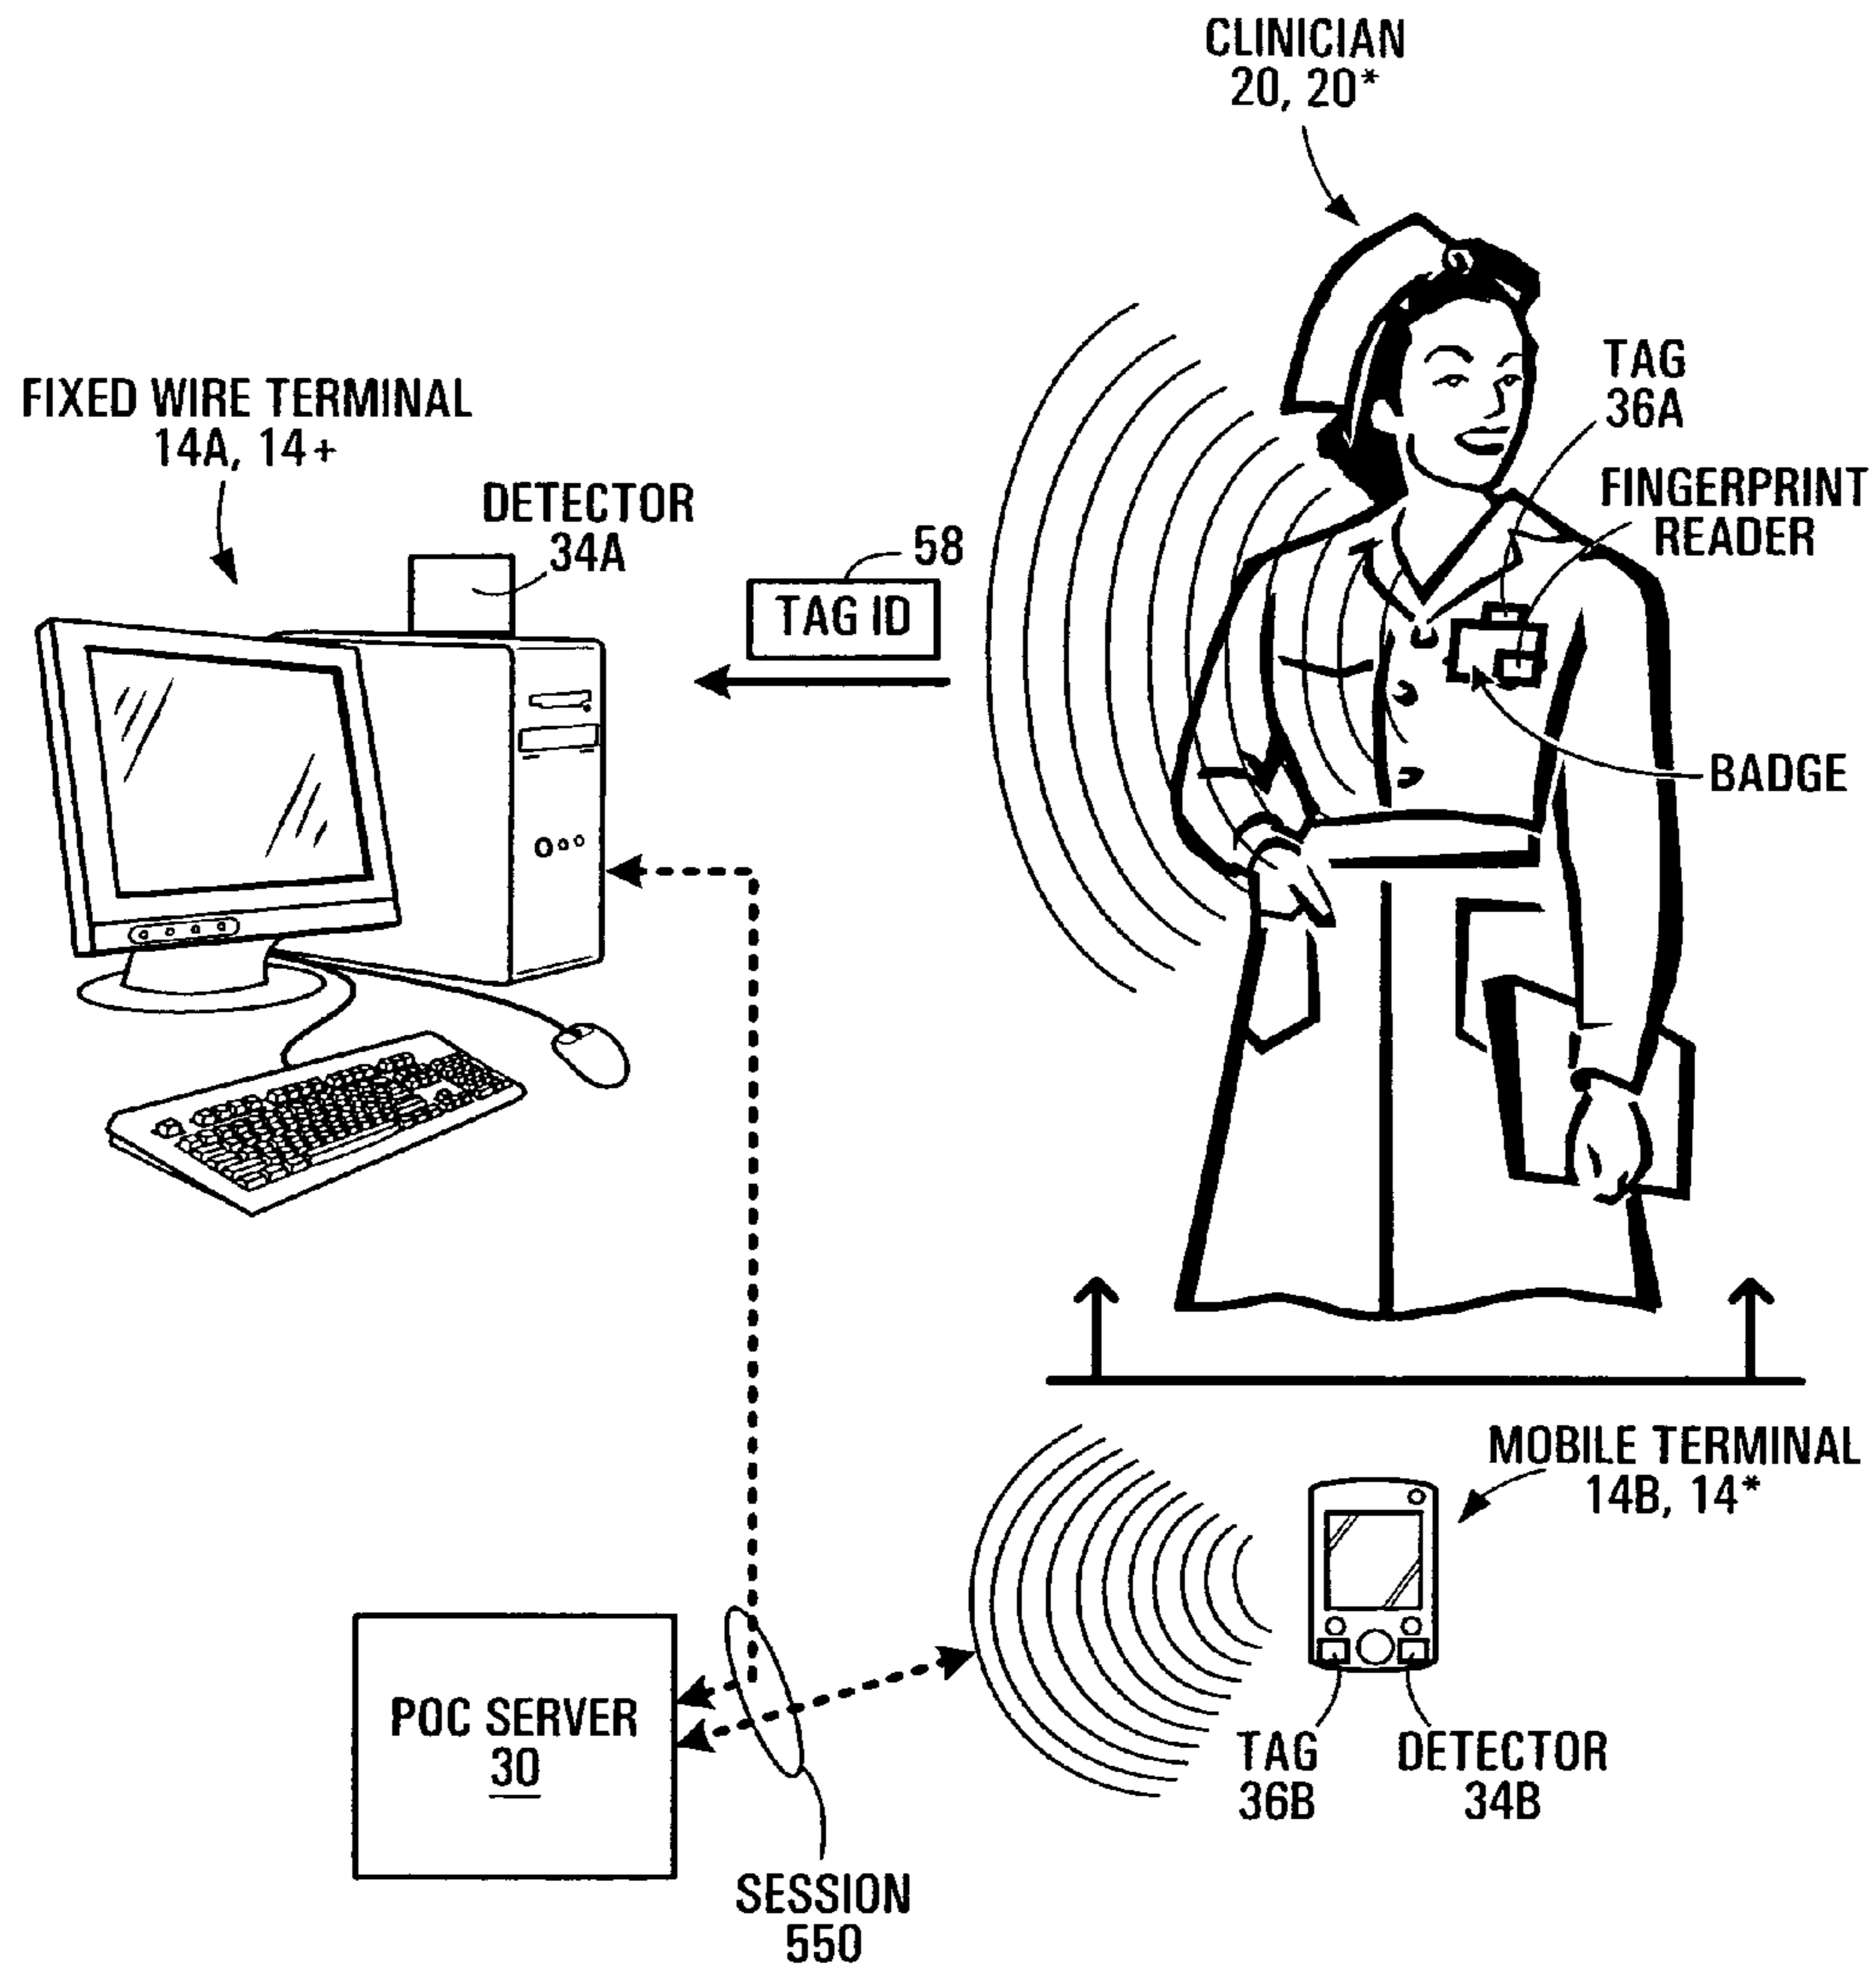 CLINICIAN
20, 20*
TAG
36A
FIXED WIRE TERMINAL
14A, 14+
FINGERPRINT
READER
DETECTOR
34A
58
TAG ID
BADGE
MOBILE TERMINAL
14B, 14*
POC SERVER
30
TAG
36B
DETECTOR
34B
SESSION
550